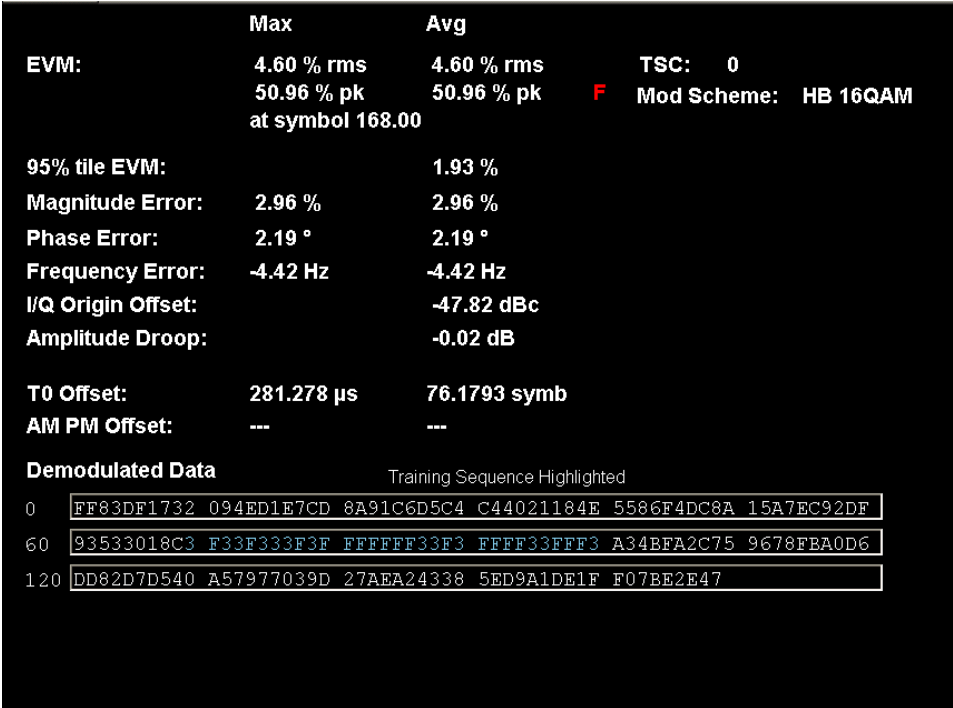 Max Avg
EVM: 4.60 % rms 4.60 % rms TSC: 0
50.96 % pk 50.96 % pk F Mod Scheme: HB 16QAM
at symbol 168.00
95% tile EVM: 1.93 %
Magnitude Error: 2.96 % 2.96 %
Phase Error: 2.19 ° 2.19 °
Frequency Error: -4.42 Hz -4.42 Hz
I/Q Origin Offset: -47.82 dBc
Amplitude Droop: -0.02 dB
T0 Offset: 281.278 µs 76.1793 symb
AM PM Offset: --- ---
Demodulated Data Training Sequence Highlighted
0 FF83DF1732 094ED1E7CD 8A91C6D5C4 C44021184E 5586F4DC8A 15A7EC92DF
60 93533018C3 F33F333F3F FFFFFF33F3 FFFF33FFF3 A34BFA2C75 9678FBA0D6
120 DD82D7D540 A57977039D 27AEA24338 5ED9A1DE1F F07BE2E47